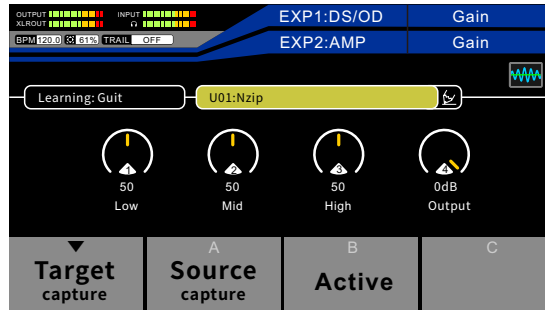 OUTPUT INPUT
XLROUT
BPM 120.0 61% TRAIL OFF
EXP1:DS/OD Gain
EXP2:AMP Gain
Learning: Guit U01:Nzip
1 2 3 4
50 50 50 0dB
Low Mid High Output
A B C
Target Source Active
capture capture